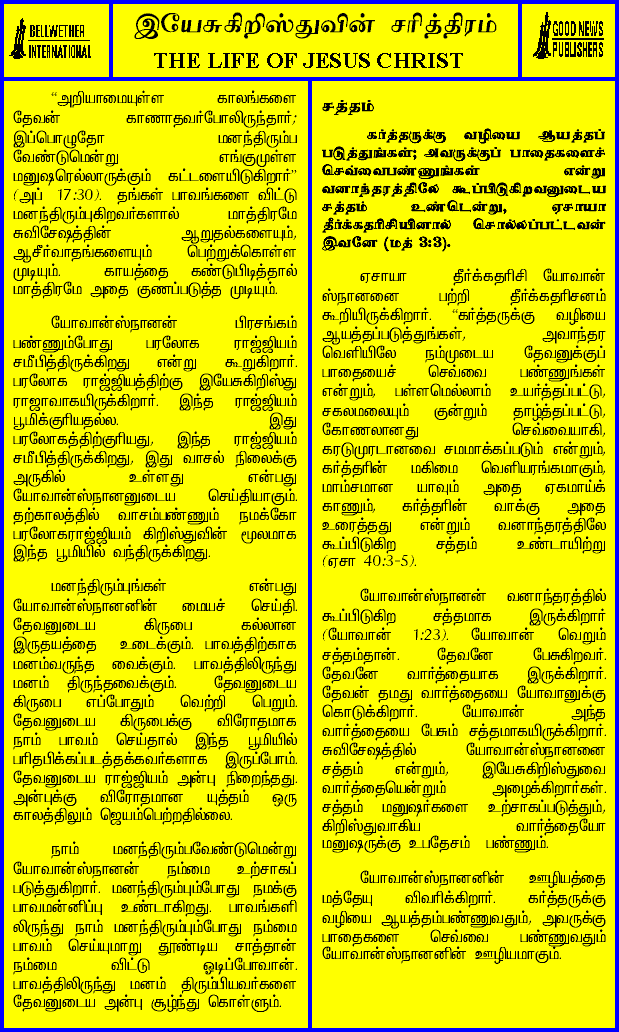 BELLWETHER
INTERNATIONAL
இயேசுகிறிஸ்துவின் சரித்திரம்
THE LIFE OF JESUS CHRIST
GOOD NEWS
PUBLISHERS
“அறியாமையுள்ள காலங்களை
தேவன் காணாதவர்போலிருந்தார்;
இப்பொழுதோ மனந்திரும்ப
வேண்டுமென்று எங்குமுள்ள
மனுஷரெல்லாருக்கும் கட்டளையிடுகிறார்”
(அப் 17:30). தங்கள் பாவங்களை விட்டு
மனந்திரும்புகிறவர்களால் மாத்திரமே
சுவிசேஷத்தின் ஆறுதல்களையும்,
ஆசீர்வாதங்களையும் பெற்றுக்கொள்ள
முடியும். காயத்தை கண்டுபிடித்தால்
மாத்திரமே அதை குணப்படுத்த முடியும்.
யோவான்ஸ்நானன் பிரசங்கம்
பண்ணும்போது பரலோக ராஜ்ஜியம்
சமீபித்திருக்கிறது என்று கூறுகிறார்.
பரலோக ராஜ்ஜியத்திற்கு இயேசுகிறிஸ்து
ராஜாவாகயிருக்கிறார். இந்த ராஜ்ஜியம்
பூமிக்குரியதல்ல. இது
பரலோகத்திற்குரியது, இந்த ராஜ்ஜியம்
சமீபித்திருக்கிறது, இது வாசல் நிலைக்கு
அருகில் உள்ளது என்பது
யோவான்ஸ்நானனுடைய செய்தியாகும்.
தற்காலத்தில் வாசம்பண்ணும் நமக்கோ
பரலோகராஜ்ஜியம் கிறிஸ்துவின் மூலமாக
இந்த பூமியில் வந்திருக்கிறது.
மனந்திரும்புங்கள் என்பது
யோவான்ஸ்நானனின் மையச் செய்தி.
தேவனுடைய கிருபை கல்லான
இருதயத்தை உடைக்கும். பாவத்திற்காக
மனம்வருந்த வைக்கும். பாவத்திலிருந்து
மனம் திருந்தவைக்கும். தேவனுடைய
கிருபை எப்போதும் வெற்றி பெறும்.
தேவனுடைய கிருபைக்கு விரோதமாக
நாம் பாவம் செய்தால் இந்த பூமியில்
பரிதபிக்கப்படத்தக்கவர்களாக இருப்போம்.
தேவனுடைய ராஜ்ஜியம் அன்பு நிறைந்தது.
அன்புக்கு விரோதமான யுத்தம் ஒரு
காலத்திலும் ஜெயம்பெற்றதில்லை.
நாம் மனந்திரும்பவேண்டுமென்று
யோவான்ஸ்நானன் நம்மை உற்சாகப்
படுத்துகிறார். மனந்திரும்பும்போது நமக்கு
பாவமன்னிப்பு உண்டாகிறது. பாவங்களி
லிருந்து நாம் மனந்திரும்பும்போது நம்மை
பாவம் செய்யுமாறு தூண்டிய சாத்தான்
நம்மை விட்டு ஓடிப்போவான்.
பாவத்திலிருந்து மனம் திரும்பியவர்களை
தேவனுடைய அன்பு சூழ்ந்து கொள்ளும்.
சத்தம்
கர்த்தருக்கு வழியை ஆயத்தப்
படுத்துங்கள்; அவருக்குப் பாதைகளைச்
செவ்வைபண்ணுங்கள் என்று
வனாந்தரத்திலே கூப்பிடுகிறவனுடைய
சத்தம் உண்டென்று, ஏசாயா
தீர்க்கதரிசியினால் சொல்லப்பட்டவன்
இவனே (மத் 3:3).
ஏசாயா தீர்க்கதரிசி யோவான்
ஸ்நானனை பற்றி தீர்க்கதரிசனம்
கூறியிருக்கிறார். “கர்த்தருக்கு வழியை
ஆயத்தப்படுத்துங்கள், அவாந்தர
வெளியிலே நம்முடைய தேவனுக்குப்
பாதையைச் செவ்வை பண்ணுங்கள்
என்றும், பள்ளமெல்லாம் உயர்த்தப்பட்டு,
சகலமலையும் குன்றும் தாழ்த்தப்பட்டு,
கோணலானது செவ்வையாகி,
கரடுமுரடானவை சமமாக்கப்படும் என்றும்,
கர்த்தரின் மகிமை வெளியரங்கமாகும்,
மாம்சமான யாவும் அதை ஏகமாய்க்
காணும், கர்த்தரின் வாக்கு அதை
உரைத்தது என்றும் வனாந்தரத்திலே
கூப்பிடுகிற சத்தம் உண்டாயிற்று
(ஏசா 40:3-5).
யோவான்ஸ்நானன் வனாந்தரத்தில்
கூப்பிடுகிற சத்தமாக இருக்கிறார்
(யோவான் 1:23). யோவான் வெறும்
சத்தம்தான். தேவனே பேசுகிறவர்.
தேவனே வார்த்தையாக இருக்கிறார்.
தேவன் தமது வார்த்தையை யோவானுக்கு
கொடுக்கிறார். யோவான் அந்த
வார்த்தையை பேசும் சத்தமாகயிருக்கிறார்.
சுவிசேஷத்தில் யோவான்ஸ்நானனை
சத்தம் என்றும், இயேசுகிறிஸ்துவை
வார்த்தையென்றும் அழைக்கிறார்கள்.
சத்தம் மனுஷர்களை உற்சாகப்படுத்தும்,
கிறிஸ்துவாகிய வார்த்தையோ
மனுஷருக்கு உபதேசம் பண்ணும்.
யோவான்ஸ்நானனின் ஊழியத்தை
மத்தேயு விவரிக்கிறார். கர்த்தருக்கு
வழியை ஆயத்தம்பண்ணுவதும், அவருக்கு
பாதைகளை செவ்வை பண்ணுவதும்
யோவான்ஸ்நானனின் ஊழியமாகும்.